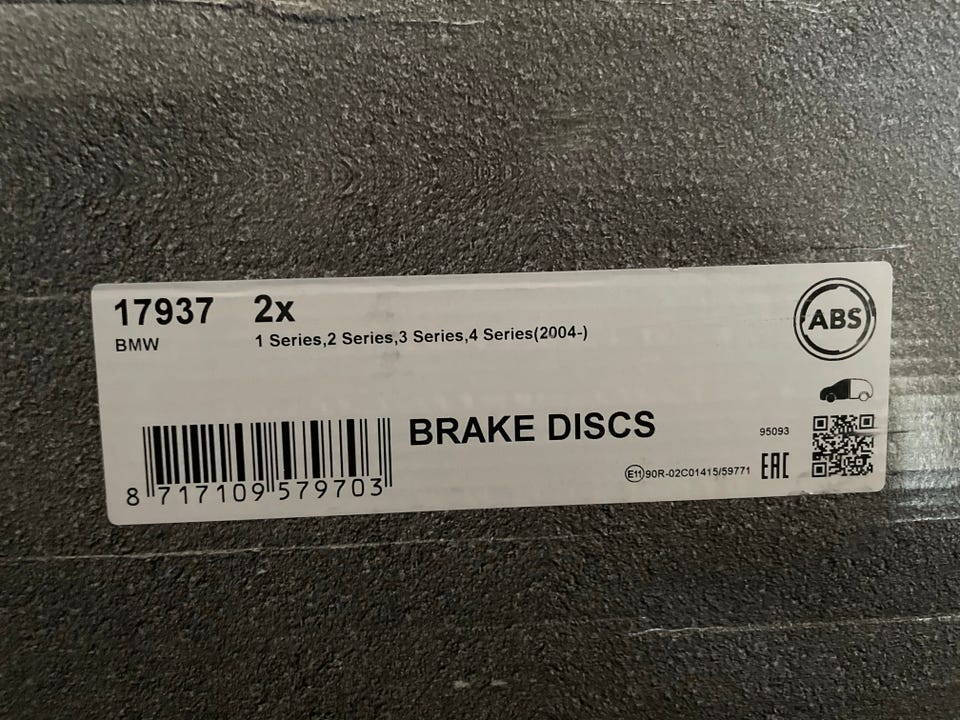 17937 2x
BMW 1 Series,2 Series,3 Series,4 Series(2004-)
ABS
BRAKE DISCS
95093
E11 90R-02C01415/59771 EAC
8 717109 579703